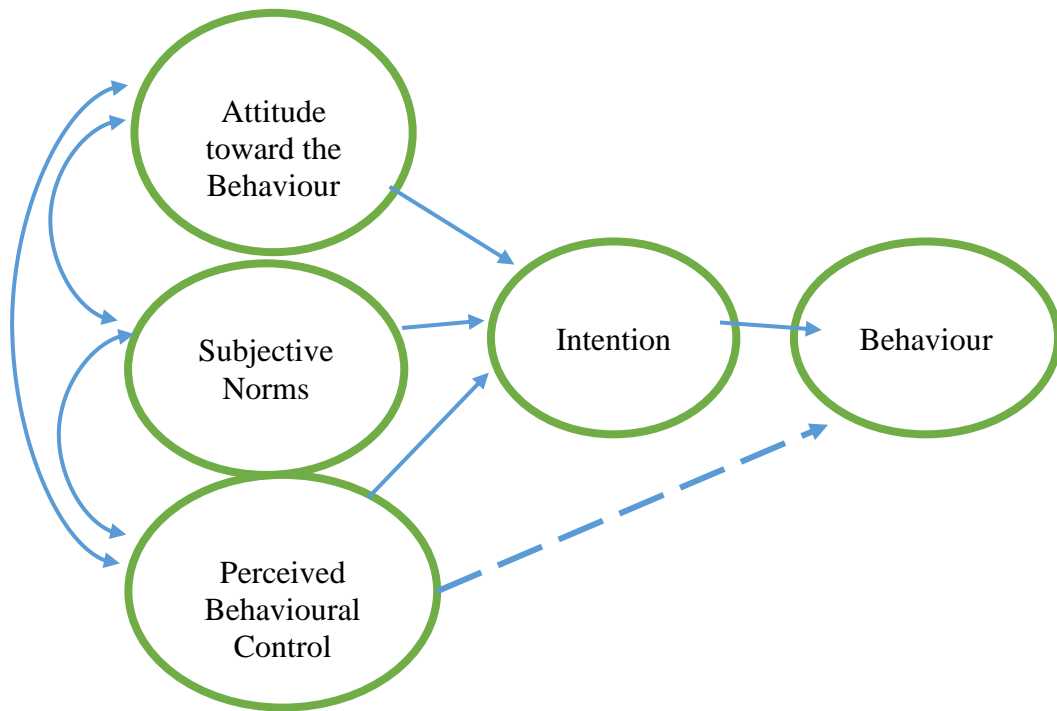 Attitude
toward the
Behaviour
Subjective
Norms
Intention
Behaviour
Perceived
Behavioural
Control